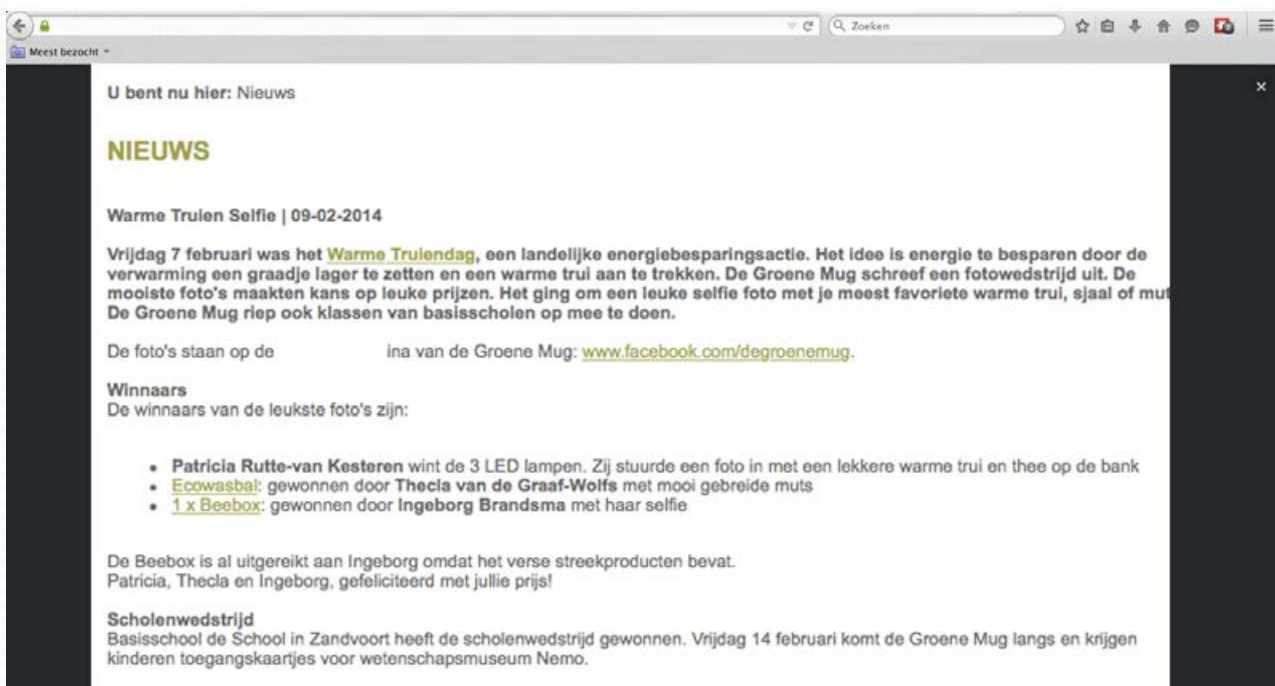 Zoeken
Meest bezocht
U bent nu hier: Nieuws
NIEUWS
Warme Truien Selfie | 09-02-2014
Vrijdag 7 februari was het Warme Truiendag, een landelijke energiebesparingsactie. Het idee is energie te besparen door de
verwarming een graadje lager te zetten en een warme trui aan te trekken. De Groene Mug schreef een fotowedstrijd uit. De
mooiste foto's maakten kans op leuke prijzen. Het ging om een leuke selfie foto met je meest favoriete warme trui, sjaal of mut
De Groene Mug riep ook klassen van basisscholen op mee te doen.
De foto's staan op de ina van de Groene Mug: www.facebook.com/degroenemug.
Winnaars
De winnaars van de leukste foto's zijn:
• Patricia Rutte-van Kesteren wint de 3 LED lampen. Zij stuurde een foto in met een lekkere warme trui en thee op de bank
• Ecowasbal: gewonnen door Thecla van de Graaf-Wolfs met mooi gebreide muts
• 1 x Beebox: gewonnen door Ingeborg Brandsma met haar selfie
De Beebox is al uitgereikt aan Ingeborg omdat het verse streekproducten bevat.
Patricia, Thecla en Ingeborg, gefeliciteerd met jullie prijs!
Scholenwedstrijd
Basisschool de School in Zandvoort heeft de scholenwedstrijd gewonnen. Vrijdag 14 februari komt de Groene Mug langs en krijgen
kinderen toegangskaartjes voor wetenschapsmuseum Nemo.